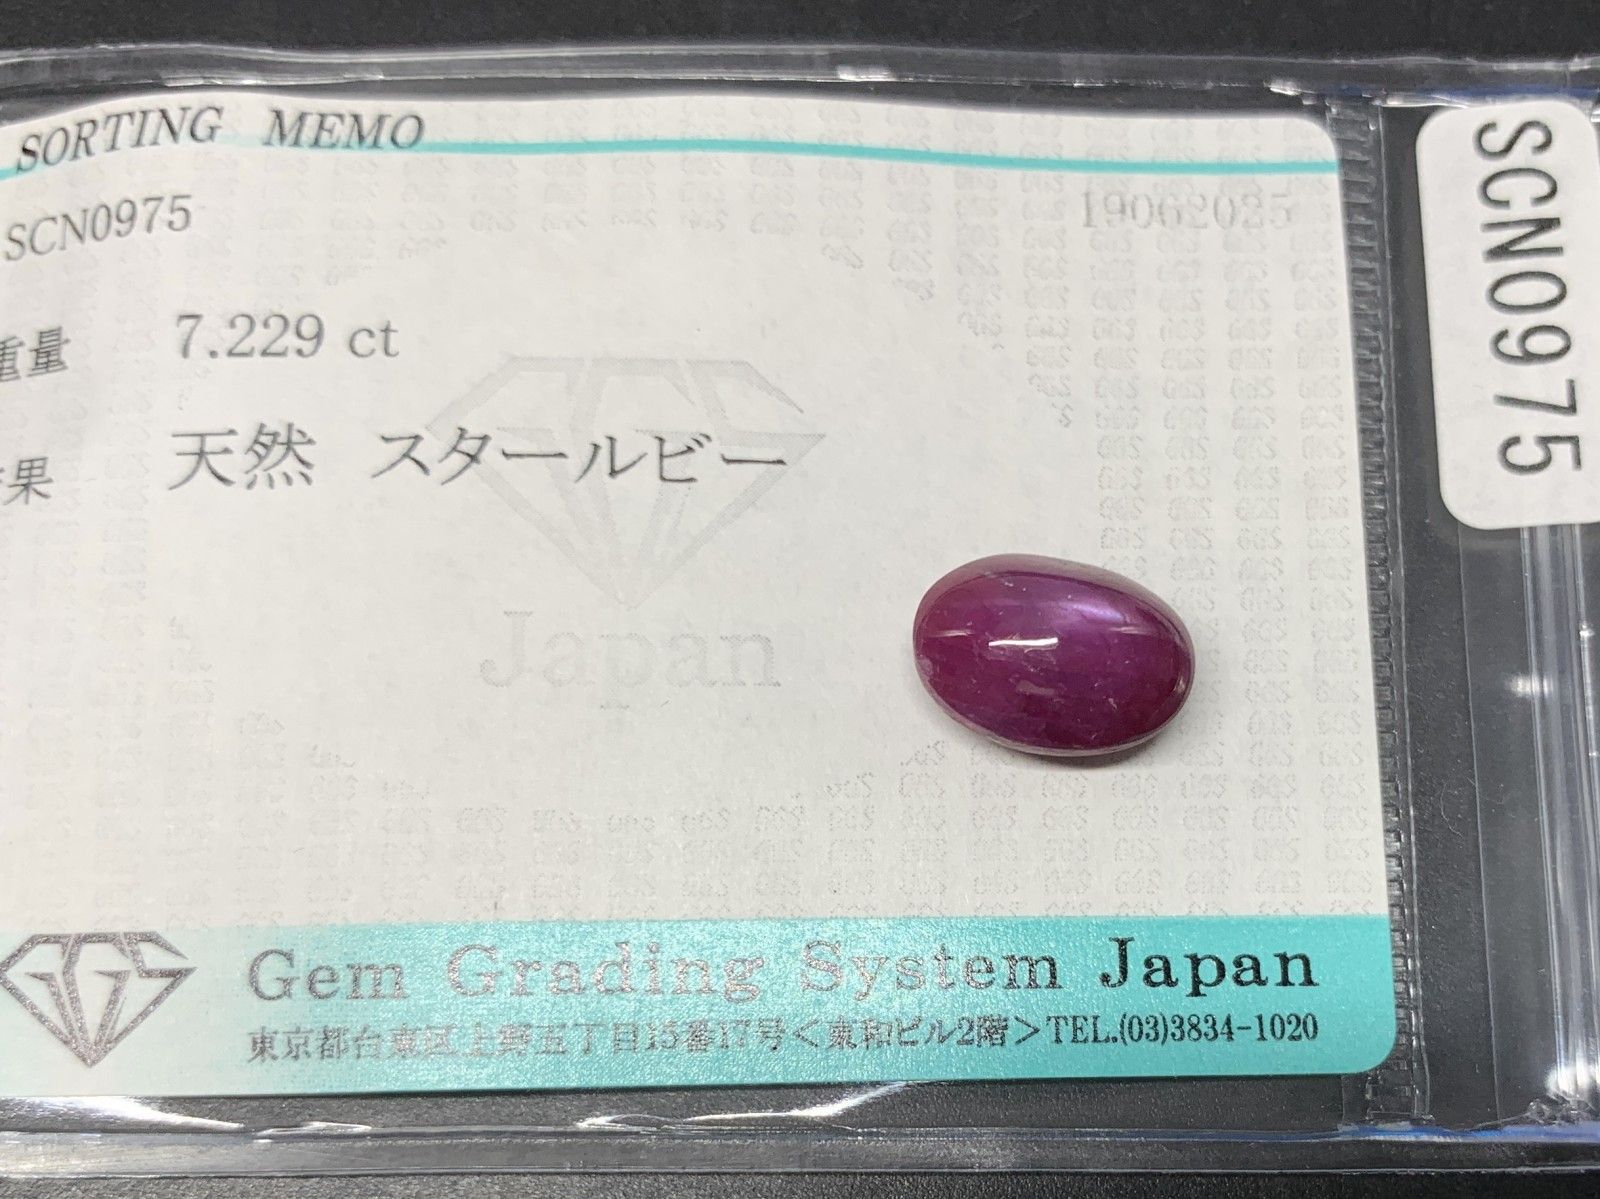 SORTING MEMO
SCN0975
19062025
重量 7.229 ct
果 天然 スタールビー
Japan
GGS
Gem Grading System Japan
東京都台東区上野五丁目15番17号<東和ビル2階>TEL.(03)3834-1020
SCN0975